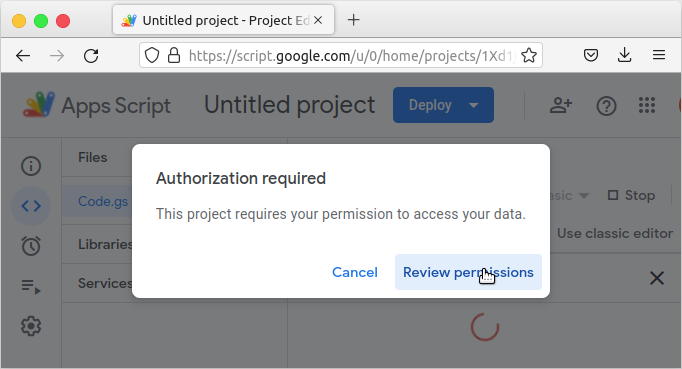 Untitled project - Project Ed
https://script.google.com/u/0/home/projects/1Xd1
Apps Script
Untitled project
Deploy
Files
Authorization required
This project requires your permission to access your data.
Code.gs
Stop
Libraries
Use classic editor
Services
Cancel
Review permissions